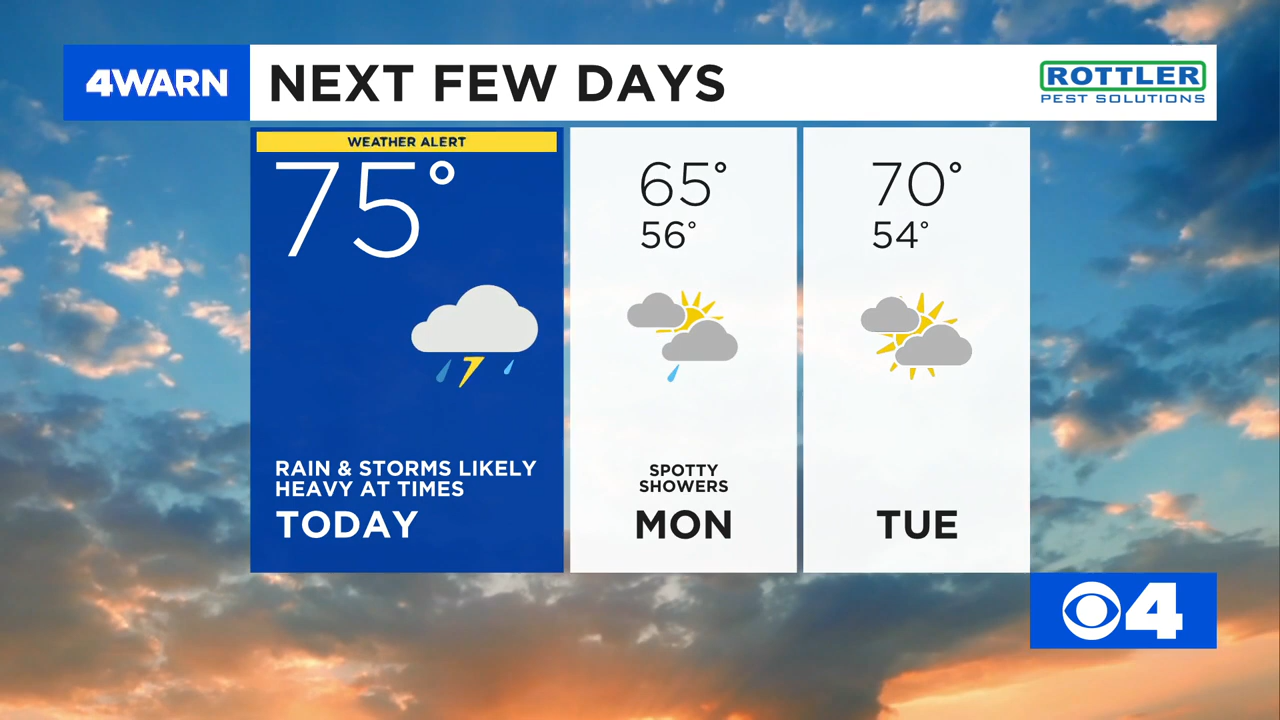 4WARN
NEXT FEW DAYS
ROTTLER
PEST SOLUTIONS
WEATHER ALERT
75°
RAIN & STORMS LIKELY
HEAVY AT TIMES
TODAY
65°
56°
SPOTTY
SHOWERS
MON
70°
54°
TUE
4